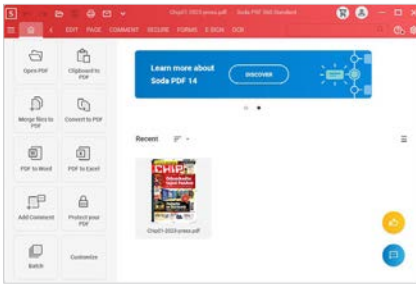 S
Chip01-2023-press.pdf Soda PDF 360 Standard
EDIT PAGE COMMENT SECURE FORMS E-SIGN OCR
Open PDF
Clipboard to
PDF
Merge files to
PDF
Convert to PDF
PDF to Word
PDF to Excel
Add Comment
Protect your
PDF
Batch
Customize
Learn more about
Soda PDF 14
DISCOVER
Recent
CHIP
Chip01-2023-press.pdf